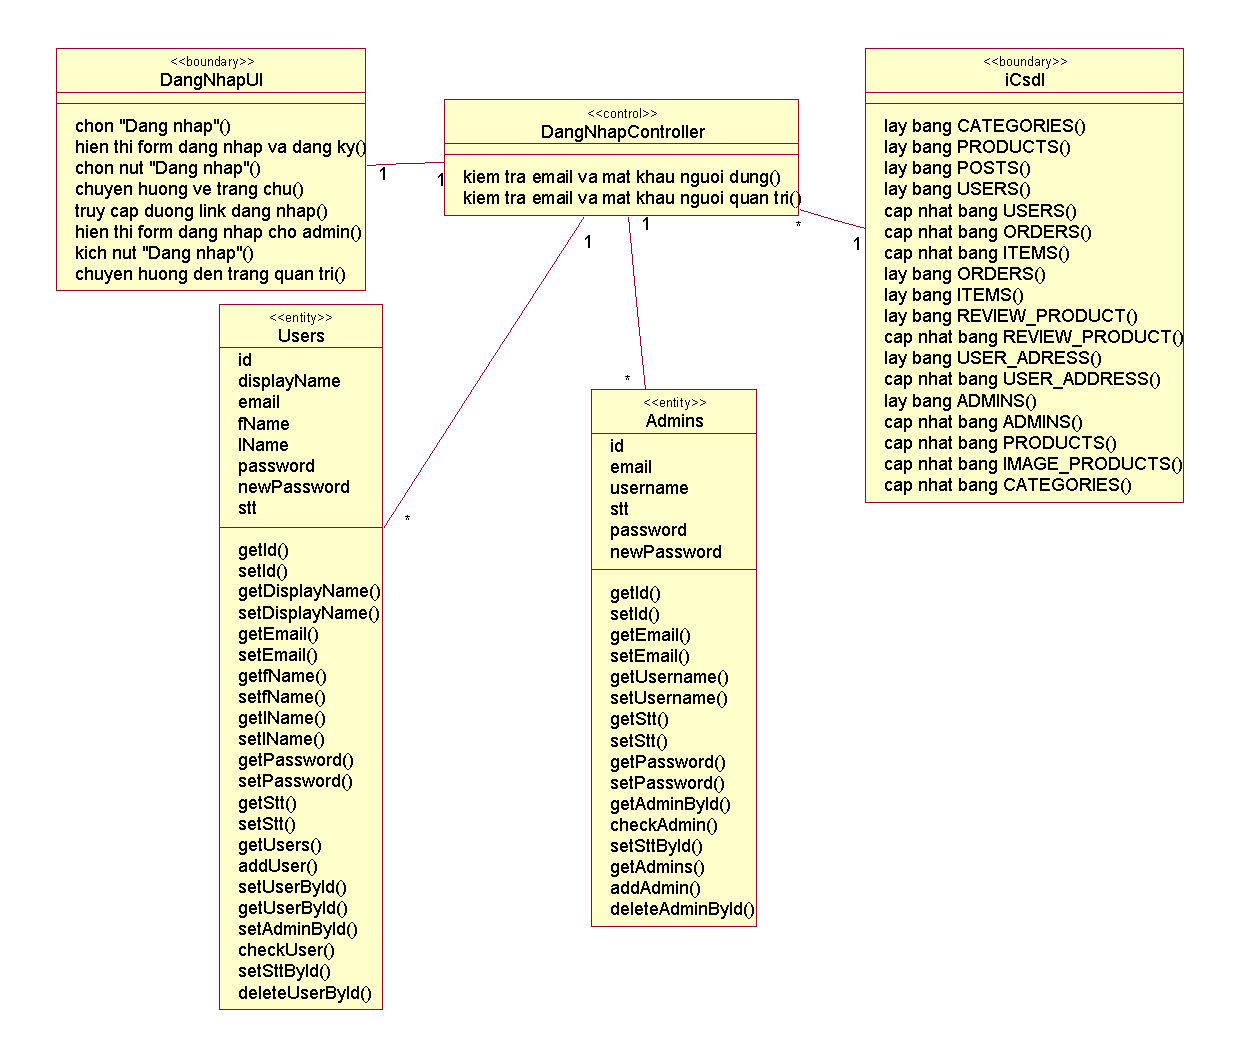 <<boundary>>
DangNhapUI
chon "Dang nhap"()
hien thi form dang nhap va dang ky()
chon nut "Dang nhap"()
chuyen huong ve trang chu()
truy cap duong link dang nhap()
hien thi form dang nhap cho admin()
kich nut "Dang nhap"()
chuyen huong den trang quan tri()
1
1
<<control>>
DangNhapController
kiem tra email va mat khau nguoi dung()
kiem tra email va mat khau nguoi quan tri()
*
1
1
1
*
*
<<boundary>>
iCsdl
lay bang CATEGORIES()
lay bang PRODUCTS()
lay bang POSTS()
lay bang USERS()
cap nhat bang USERS()
cap nhat bang ORDERS()
cap nhat bang ITEMS()
lay bang ORDERS()
lay bang ITEMS()
lay bang REVIEW_PRODUCT()
cap nhat bang REVIEW_PRODUCT()
lay bang USER_ADRESS()
cap nhat bang USER_ADDRESS()
lay bang ADMINS()
cap nhat bang ADMINS()
cap nhat bang PRODUCTS()
cap nhat bang IMAGE_PRODUCTS()
cap nhat bang CATEGORIES()
<<entity>>
Users
id
displayName
email
fName
lName
password
newPassword
stt
getId()
setId()
getDisplayName()
setDisplayName()
getEmail()
setEmail()
getfName()
setfName()
getlName()
setlName()
getPassword()
setPassword()
getStt()
setStt()
getUsers()
addUser()
setUserById()
getUserById()
setAdminById()
checkUser()
setSttById()
deleteUserById()
<<entity>>
Admins
id
email
username
stt
password
newPassword
getId()
setId()
getEmail()
setEmail()
getUsername()
setUsername()
getStt()
setStt()
getPassword()
setPassword()
getAdminById()
checkAdmin()
setSttById()
getAdmins()
addAdmin()
deleteAdminById()